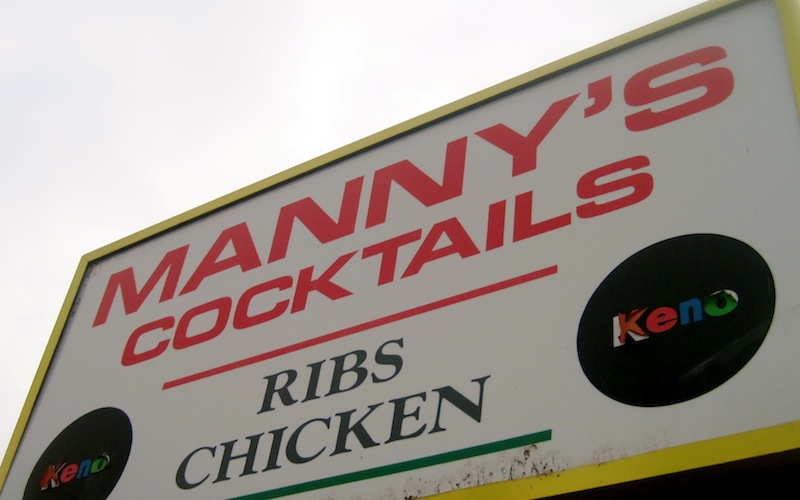 MANNY'S
COCKTAILS
RIBS
CHICKEN
Keno
Keno